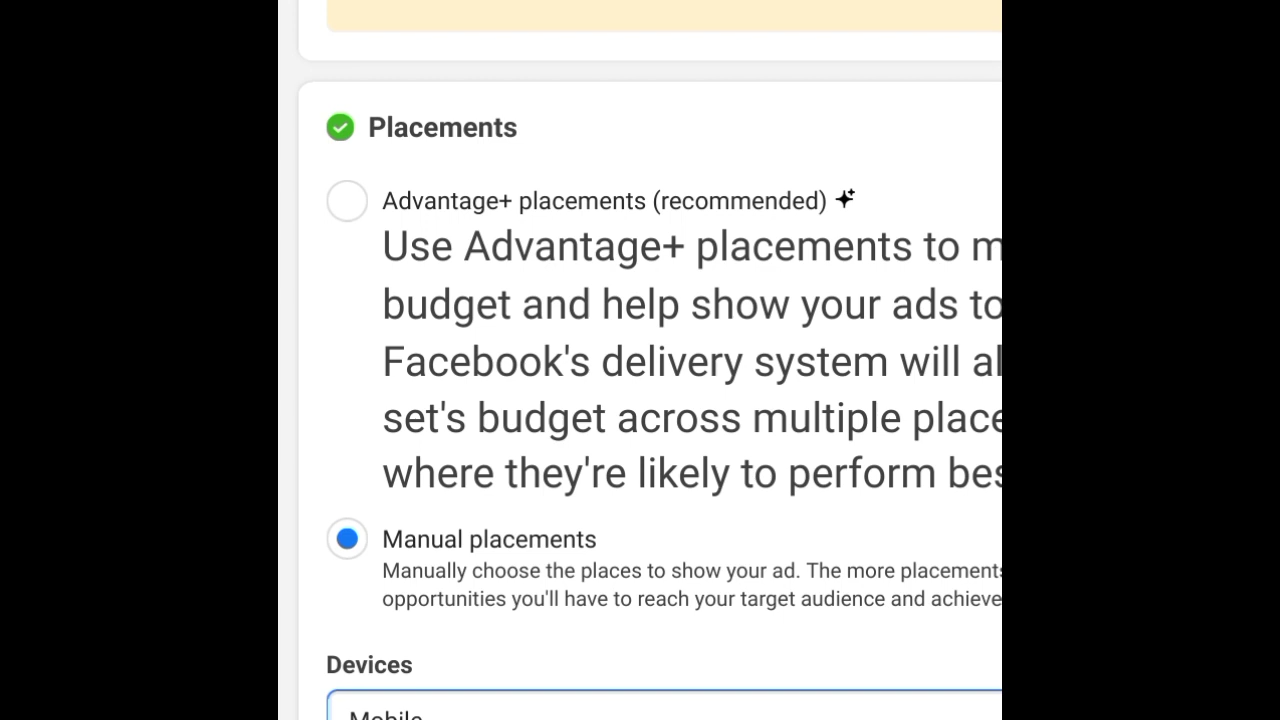 Placements
Advantage+ placements (recommended)
Use Advantage+ placements to m
budget and help show your ads to
Facebook's delivery system will al
set's budget across multiple place
where they're likely to perform bes
Manual placements
Manually choose the places to show your ad. The more placements
opportunities you'll have to reach your target audience and achieve
Devices
Mobile